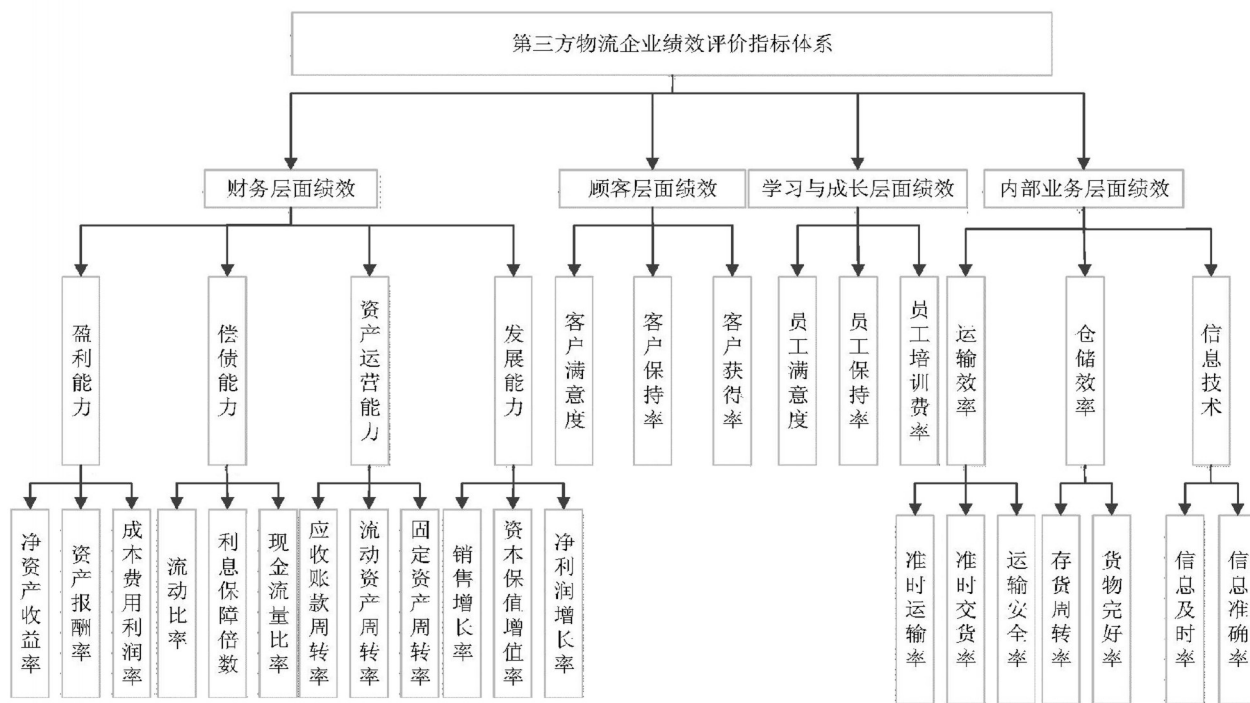 第三方物流企业绩效评价指标体系
财务层面绩效
顾客层面绩效
学习与成长层面绩效
内部业务层面绩效
盈利能力
偿债能力
资产运营能力
发展能力
客户满意度
客户保持率
客户获得率
员工满意度
员工保持率
员工培训费率
运输效率
仓储效率
信息技术
净资产收益率
资产报酬率
成本费用利润率
流动比率
利息保障倍数
现金流量比率
应收账款周转率
流动资产周转率
固定资产周转率
销售增长率
资本保值增值率
净利润增长率
准时运输率
准时交货率
运输安全率
存货周转率
货物完好率
信息及时率
信息准确率